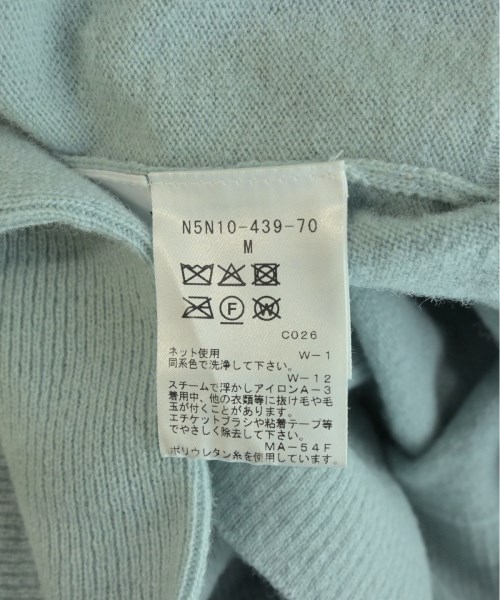 N5N10-439-70
M
F
W
C026
ネット使用 W-1
同系色で洗浄して下さい。
W-12
スチームで浮かしアイロンA-3
着用中、他の衣類等に抜け毛や毛
玉が付くことがあります。
エチケットブラシや粘着テープ等
でやさしく除去して下さい。
MA-54F
ポリウレタン糸を使用しています。